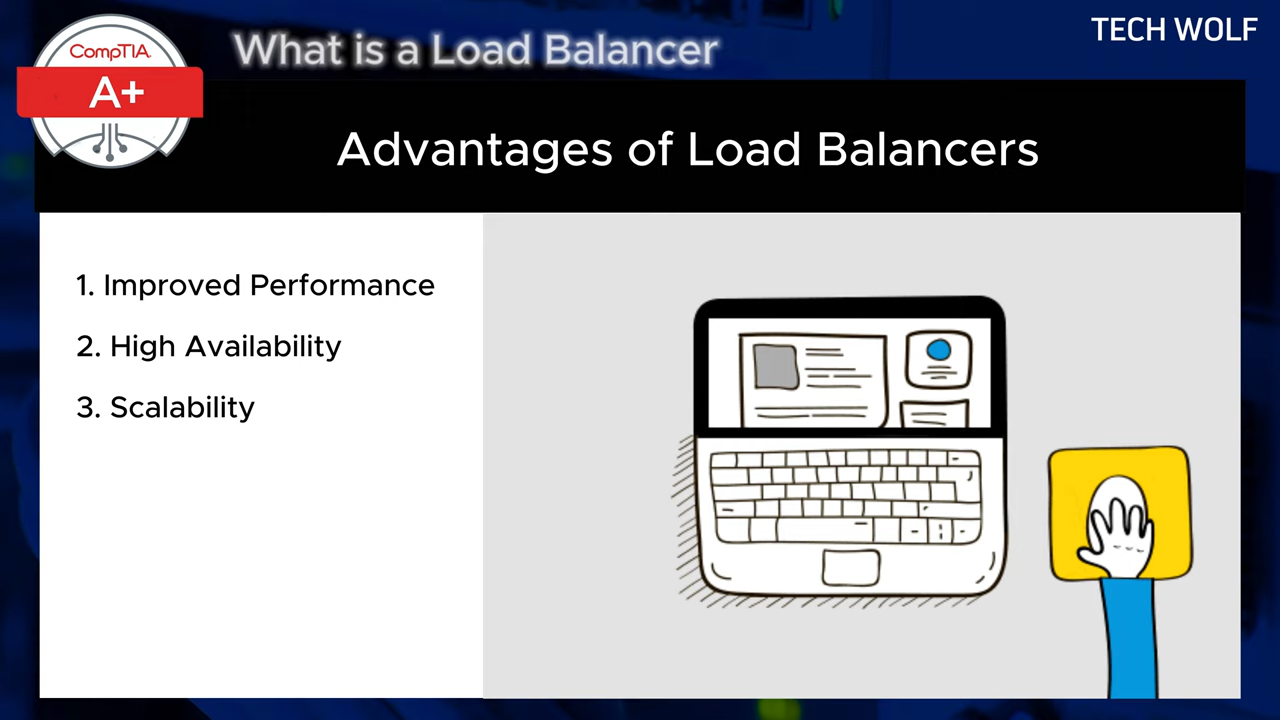 CompTIA.
A+
What is a Load Balancer
TECH WOLF
Advantages of Load Balancers
1. Improved Performance
2. High Availability
3. Scalability